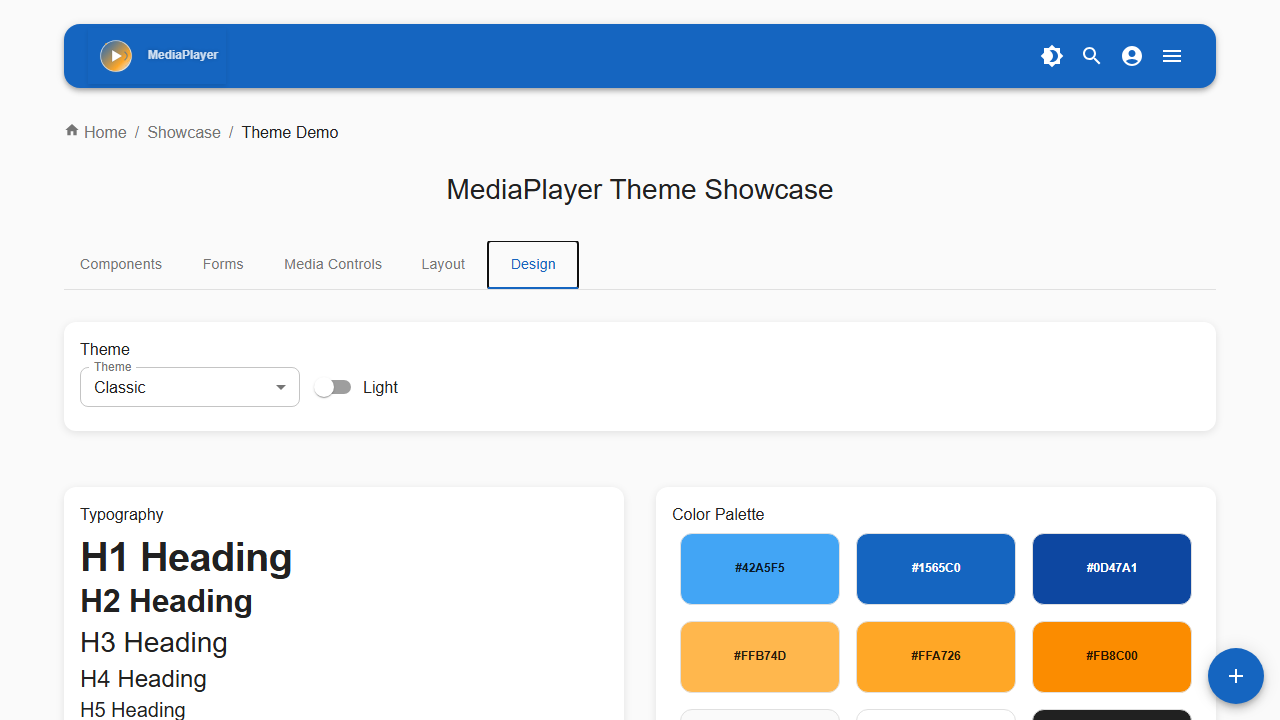 MediaPlayer
Home / Showcase / Theme Demo
MediaPlayer Theme Showcase
Components Forms Media Controls Layout Design
Theme
Theme
Classic
Light
Typography
H1 Heading
H2 Heading
H3 Heading
H4 Heading
H5 Heading
Color Palette
#42A5F5 #1565C0 #0D47A1
#FFB74D #FFA726 #FB8C00